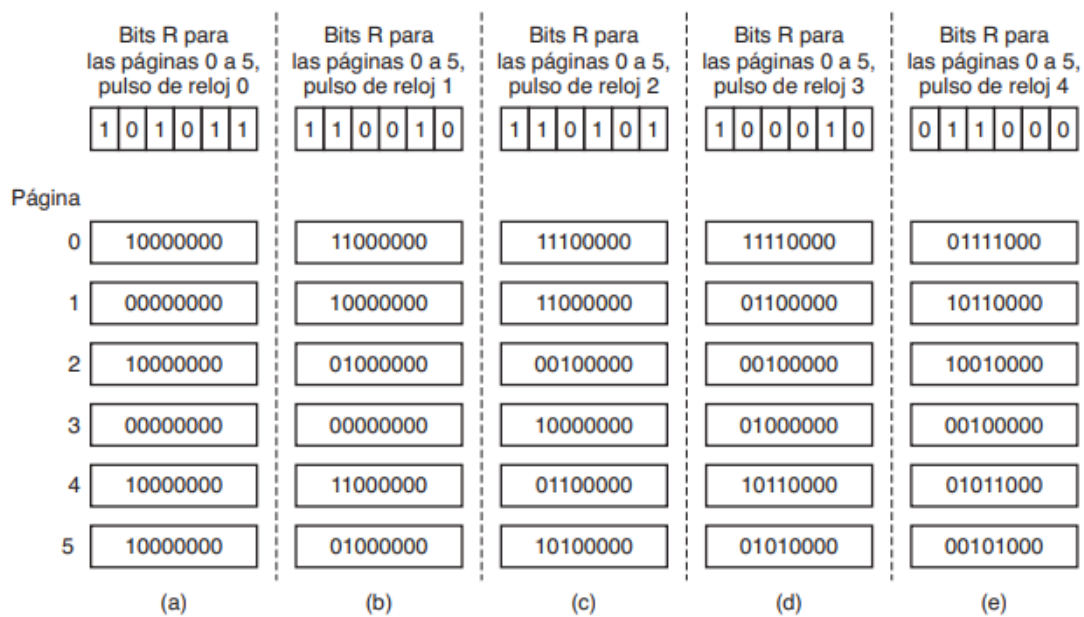 Bits R para
las páginas 0 a 5,
pulso de reloj 0
Bits R para
las páginas 0 a 5,
pulso de reloj 1
Bits R para
las páginas 0 a 5,
pulso de reloj 2
Bits R para
las páginas 0 a 5,
pulso de reloj 3
Bits R para
las páginas 0 a 5,
pulso de reloj 4
1 0 1 0 1 1
1 1 0 0 1 0
1 1 0 1 0 1
1 0 0 0 1 0
0 1 1 0 0 0
Página
0 10000000 11000000 11100000 11110000 01111000
1 00000000 10000000 11000000 01100000 10110000
2 10000000 01000000 00100000 00100000 10010000
3 00000000 00000000 10000000 01000000 00100000
4 10000000 11000000 01100000 10110000 01011000
5 10000000 01000000 10100000 01010000 00101000
(a) (b) (c) (d) (e)